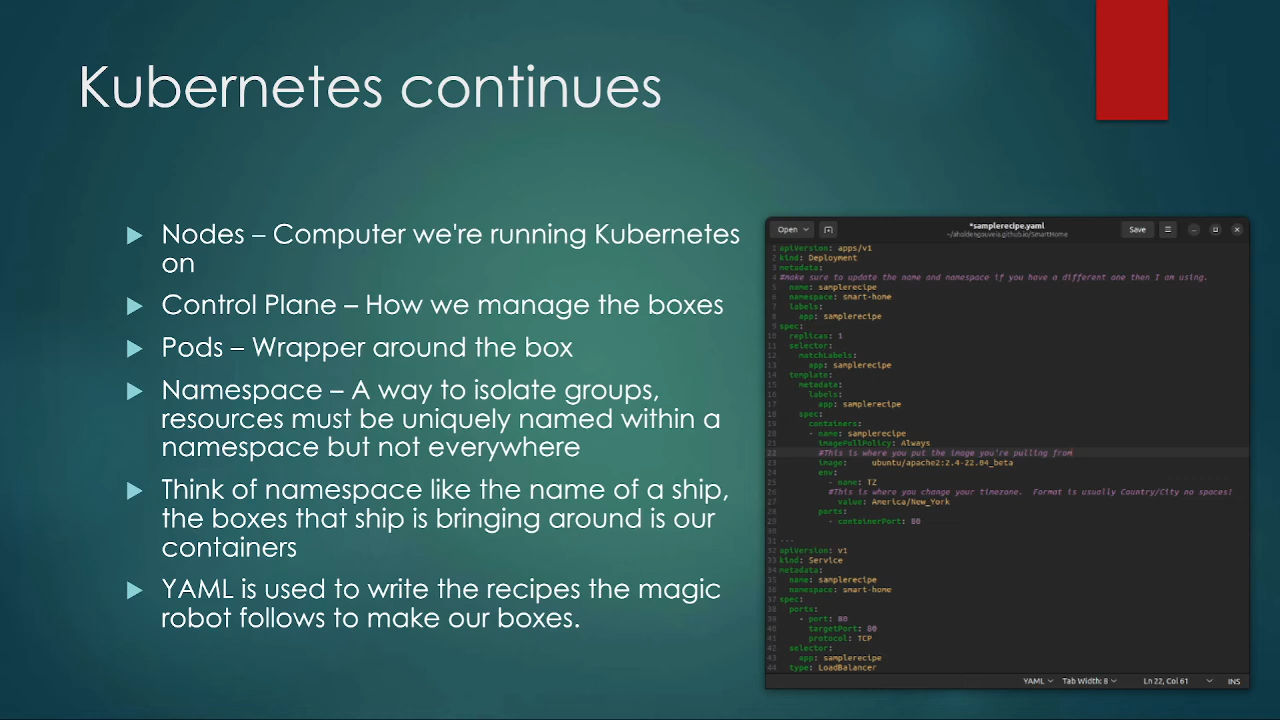 Kubernetes continues
Nodes – Computer we're running Kubernetes
on
Control Plane – How we manage the boxes
Pods – Wrapper around the box
Namespace – A way to isolate groups,
resources must be uniquely named within a
namespace but not everywhere
Think of namespace like the name of a ship,
the boxes that ship is bringing around is our
containers
YAML is used to write the recipes the magic
robot follows to make our boxes.
Open
*samplerecipe.yaml
~/aholdengouveia.github.io/SmartHome
Save
1 apiVersion: apps/v1
2 kind: Deployment
3 metadata:
4 #make sure to update the name and namespace if you have a different one then I am using.
5 name: samplerecipe
6 namespace: smart-home
7 labels:
8 app: samplerecipe
9 spec:
10 replicas: 1
11 selector:
12 matchLabels:
13 app: samplerecipe
14 template:
15 metadata:
16 labels:
17 app: samplerecipe
18 spec:
19 containers:
20 - name: samplerecipe
21 imagePullPolicy: Always
22 #This is where you put the image you're pulling from
23 image: ubuntu/apache2:2.4-22.04_beta
24 env:
25 - name: TZ
26 #This is where you change your timezone. Format is usually Country/City no spaces!
27 value: America/New_York
28 ports:
29 - containerPort: 80
30
31 ---
32 apiVersion: v1
33 kind: Service
34 metadata:
35 name: samplerecipe
36 namespace: smart-home
37 spec:
38 ports:
39 - port: 80
40 targetPort: 80
41 protocol: TCP
42 selector:
43 app: samplerecipe
44 type: LoadBalancer
YAML Tab Width: 8 Ln 22, Col 61 INS